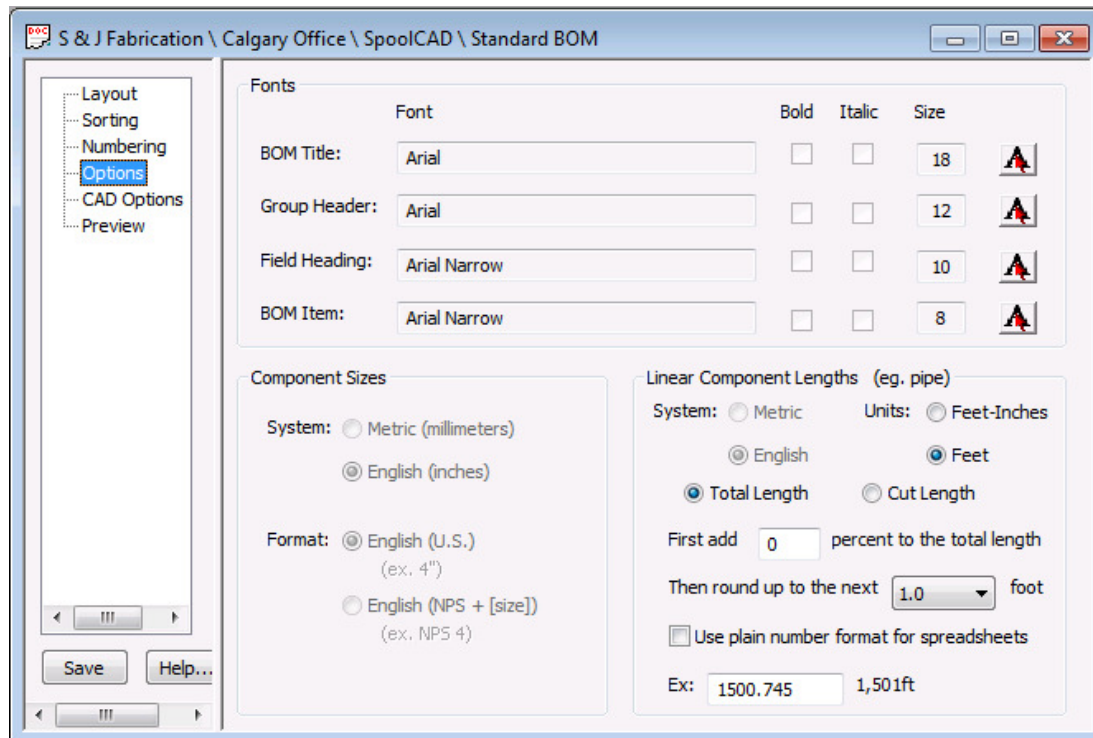 S & J Fabrication \ Calgary Office \ SpoolCAD \ Standard BOM
Layout
Sorting
Numbering
Options
CAD Options
Preview
Save
Help...
Fonts
Font Bold Italic Size
BOM Title: Arial 18
Group Header: Arial 12
Field Heading: Arial Narrow 10
BOM Item: Arial Narrow 8
Component Sizes
System: Metric (millimeters)
English (inches)
Format: English (U.S.)
(ex. 4")
English (NPS + [size])
(ex. NPS 4)
Linear Component Lengths (eg. pipe)
System: Metric Units: Feet-Inches
English Feet
Total Length Cut Length
First add 0 percent to the total length
Then round up to the next 1.0 foot
Use plain number format for spreadsheets
Ex: 1500.745 1,501ft